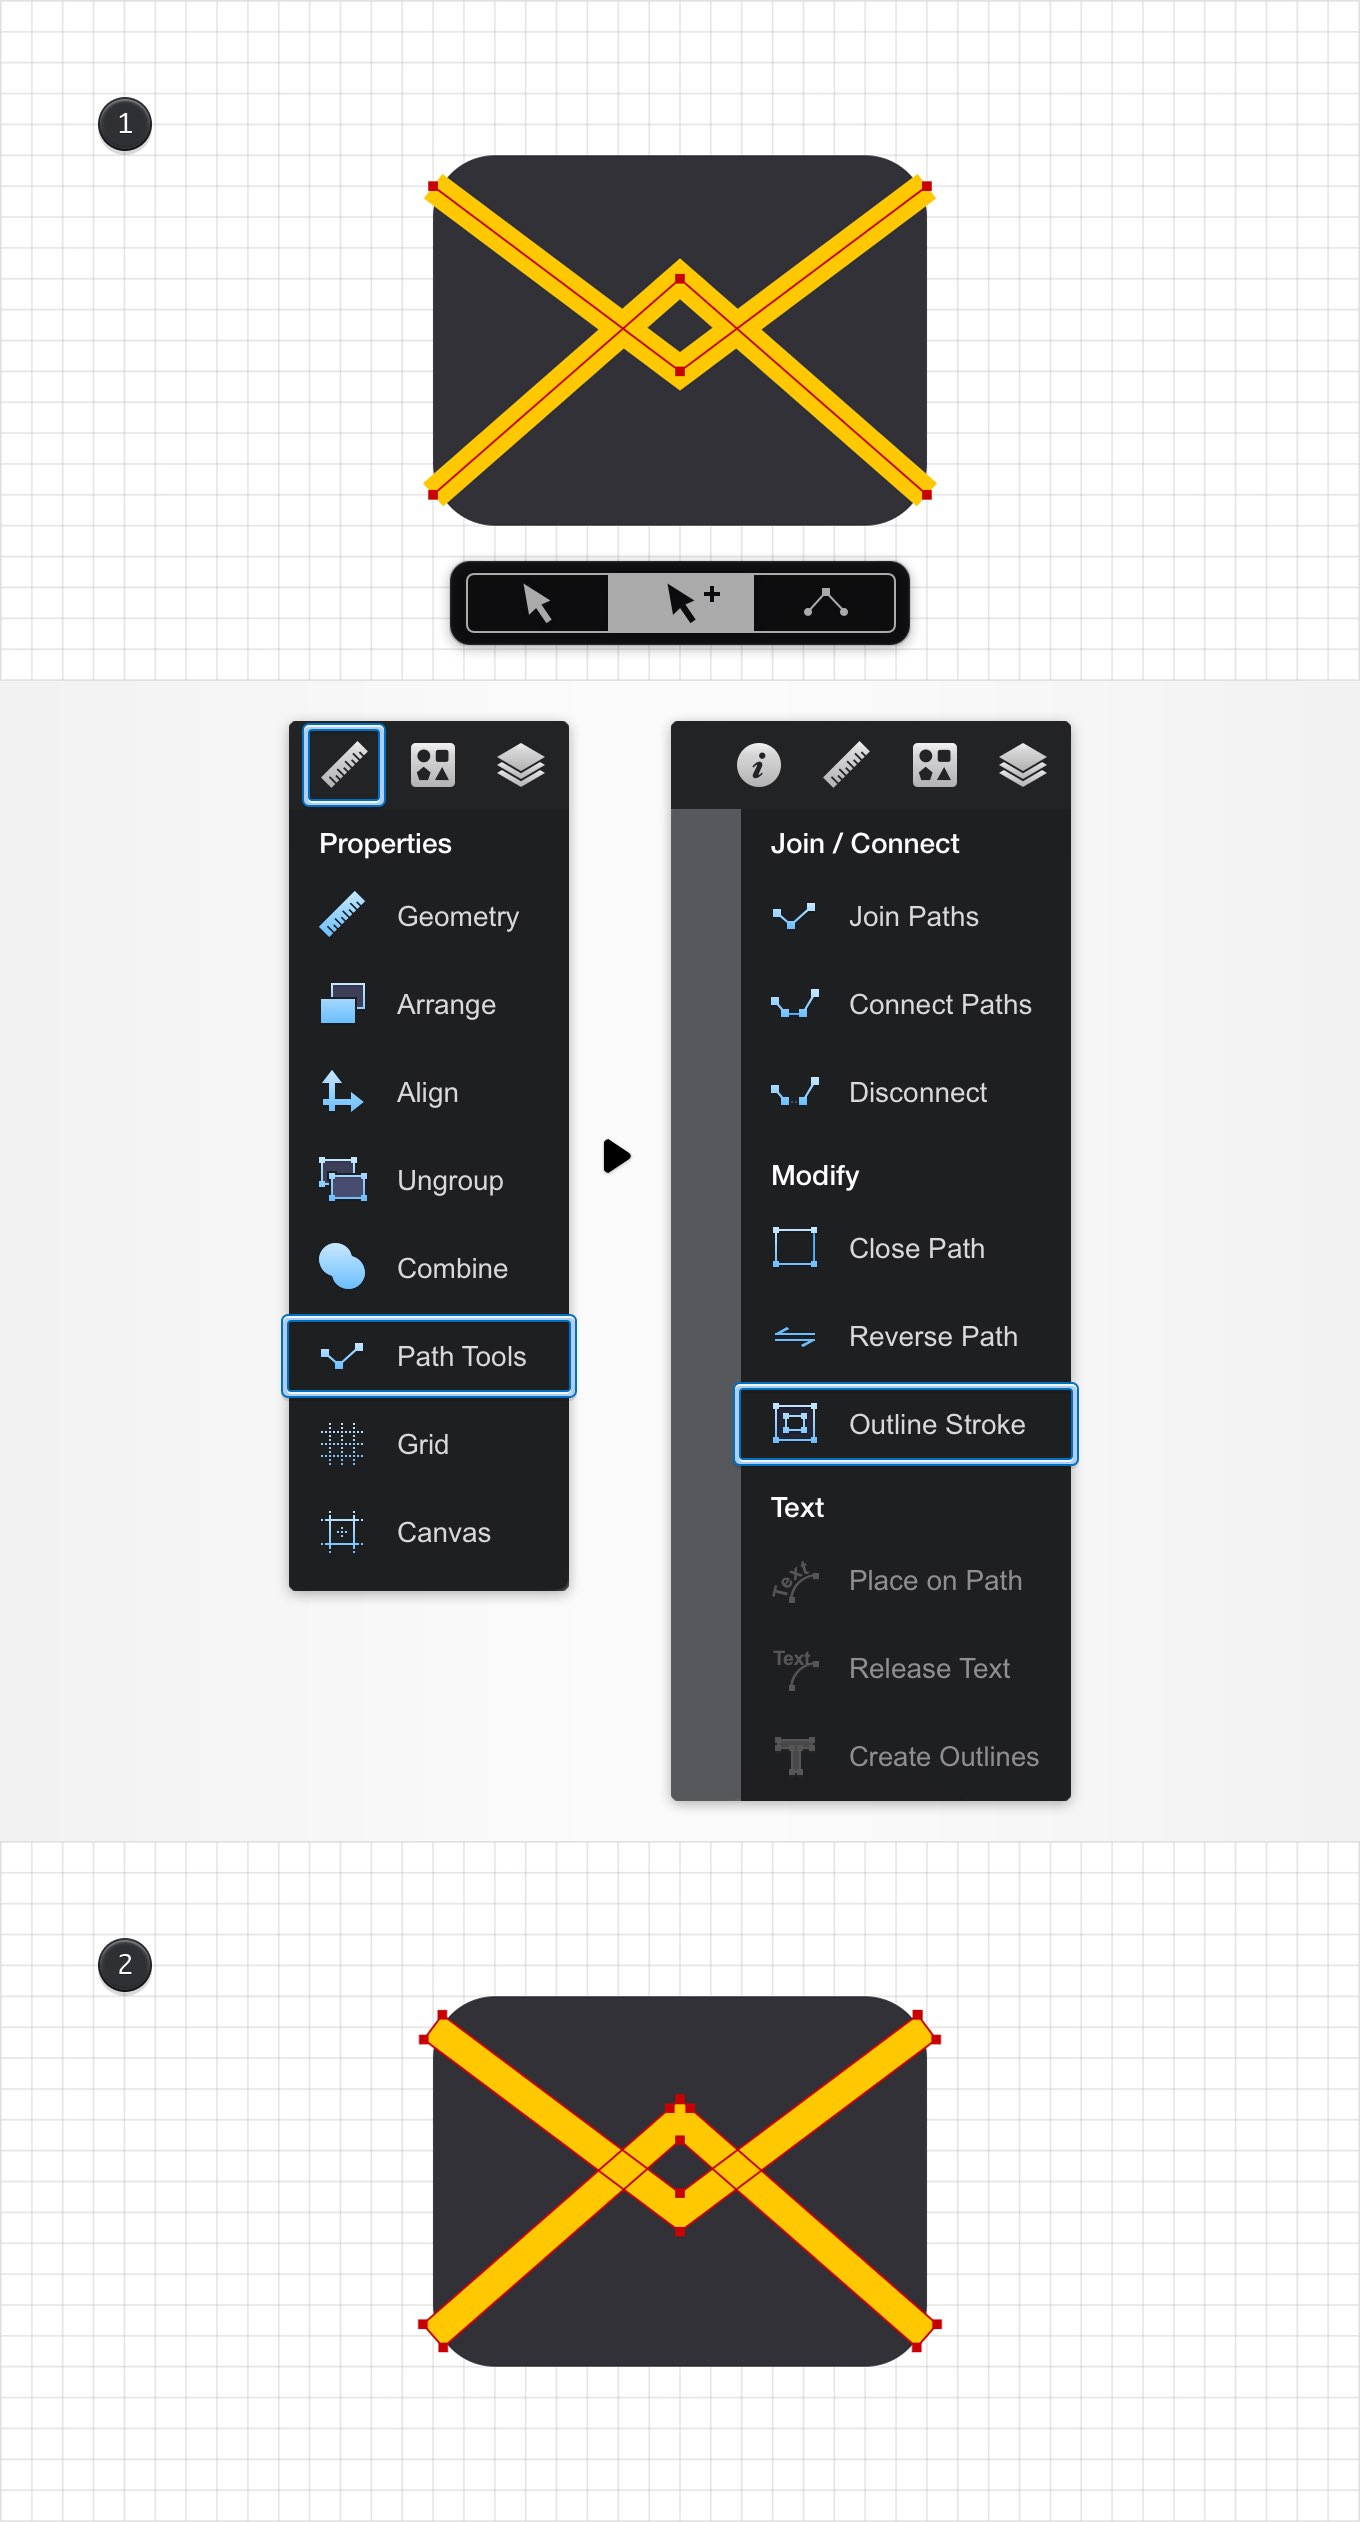 1
Properties
Geometry
Arrange
Align
Ungroup
Combine
Path Tools
Grid
Canvas
i
Join / Connect
Join Paths
Connect Paths
Disconnect
Modify
Close Path
Reverse Path
Outline Stroke
Text
Text
Place on Path
Text
Release Text
Create Outlines
2